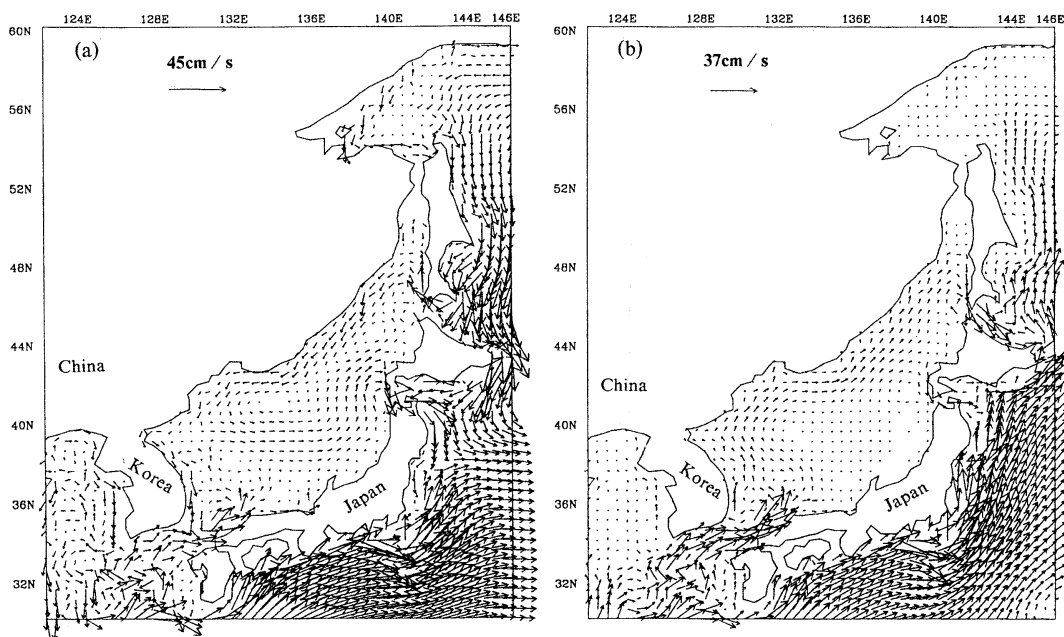 124E 128E 132E 136E 140E 144E 146E
60N
(a)
45cm / s
56N
52N
48N
44N
China
40N
Korea
36N
Japan
32N
124E 128E 132E 136E 140E 144E 146E
60N
(b)
37cm / s
56N
52N
48N
44N
China
40N
Korea
36N
Japan
32N